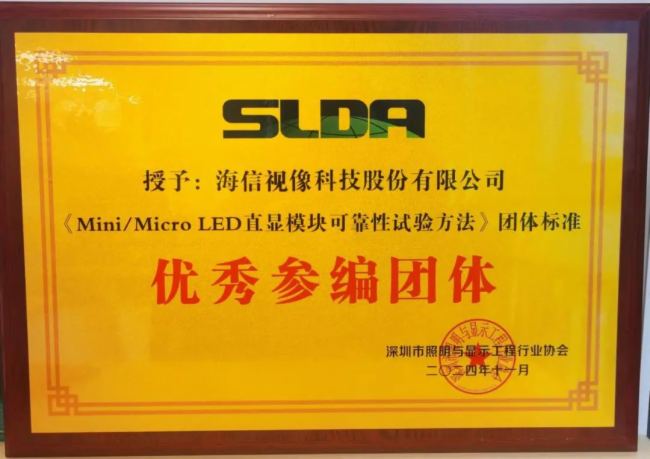 SLDA
授予：海信视像科技股份有限公司
《Mini/Micro LED直显模块可靠性试验方法》团体标准
优秀参编团体
深圳市照明与显示工程行业协会
二〇二四年十一月